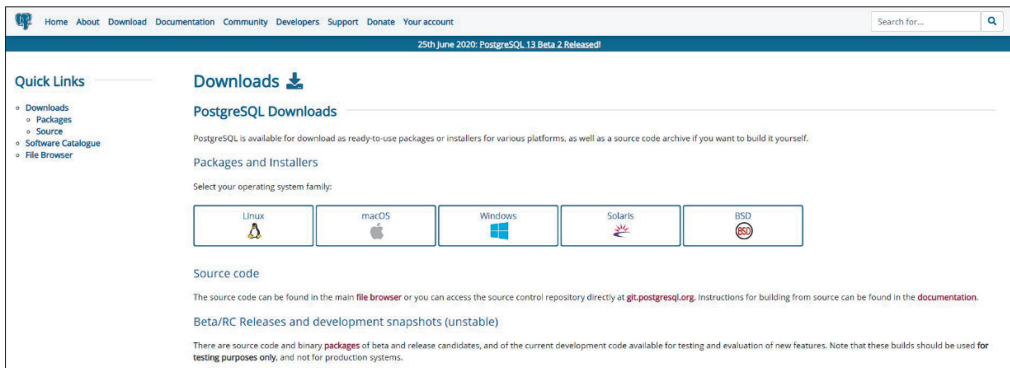 Home About Download Documentation Community Developers Support Donate Your account
Search for...
25th June 2020: PostgreSQL 13 Beta 2 Released!
Quick Links
Downloads
Packages
Source
Software Catalogue
File Browser
Downloads
PostgreSQL Downloads
PostgreSQL is available for download as ready-to-use packages or installers for various platforms, as well as a source code archive if you want to build it yourself.
Packages and Installers
Select your operating system family:
Linux
macOS
Windows
Solaris
BSD
BSD
Source code
The source code can be found in the main file browser or you can access the source control repository directly at git.postgresql.org. Instructions for building from source can be found in the documentation.
Beta/RC Releases and development snapshots (unstable)
There are source code and binary packages of beta and release candidates, and of the current development code available for testing and evaluation of new features. Note that these builds should be used for
testing purposes only, and not for production systems.